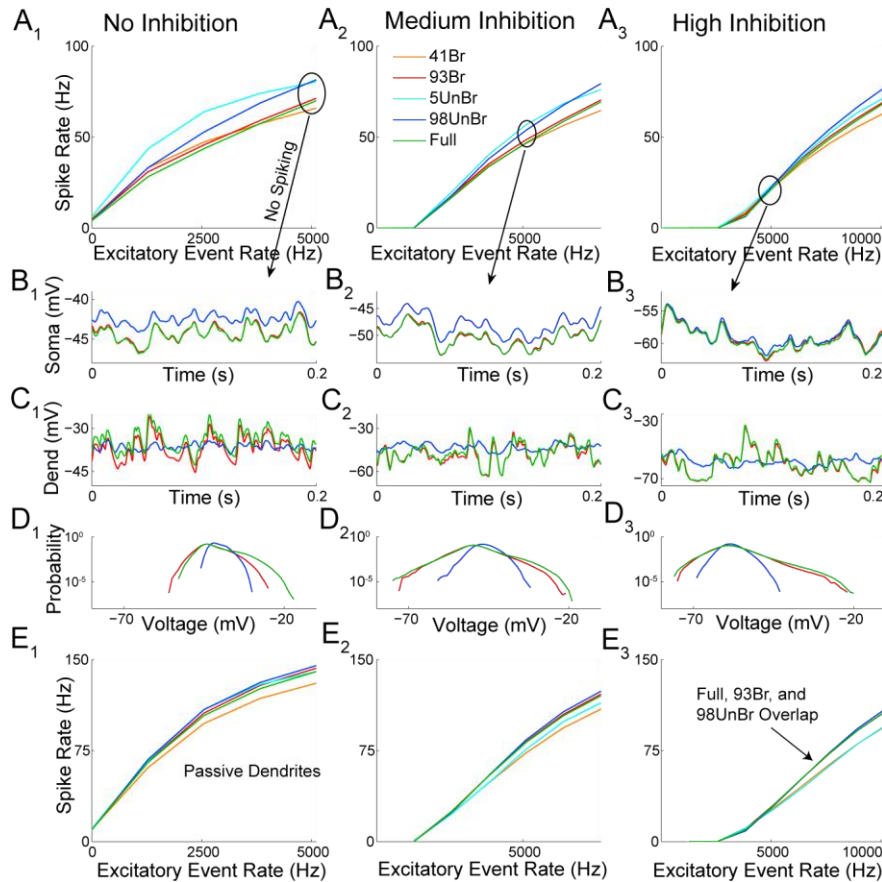 A1 No Inhibition
A2 Medium Inhibition
A3 High Inhibition
100
50
0
Spike Rate (Hz)
0 2500 5000
Excitatory Event Rate (Hz)
No Spiking
100
50
0
41Br
93Br
5UnBr
98UnBr
Full
5000
Excitatory Event Rate (Hz)
100
50
0
5000 10000
Excitatory Event Rate (Hz)
B1
Soma (mV)
−40
−45
0 Time (s) 0.2
B2
−45
−50
0 Time (s) 0.2
B3
−55
−60
0 Time (s) 0.2
C1
Dend (mV)
−30
−45
0 Time (s) 0.2
C2
−30
−60
0 Time (s) 0.2
C3
−30
−70
0 Time (s) 0.2
D1
Probability
10^0
10^-5
−70 −20
Voltage (mV)
D2
10^0
10^-5
−70 −20
Voltage (mV)
D3
10^0
10^-5
−70 −10
Voltage (mV)
E1
Spike Rate (Hz)
150
75
0
Passive Dendrites
0 2500 5000
Excitatory Event Rate (Hz)
E2
150
75
0
5000
Excitatory Event Rate (Hz)
E3
150
75
0
Full, 93Br, and
98UnBr Overlap
5000 10000
Excitatory Event Rate (Hz)